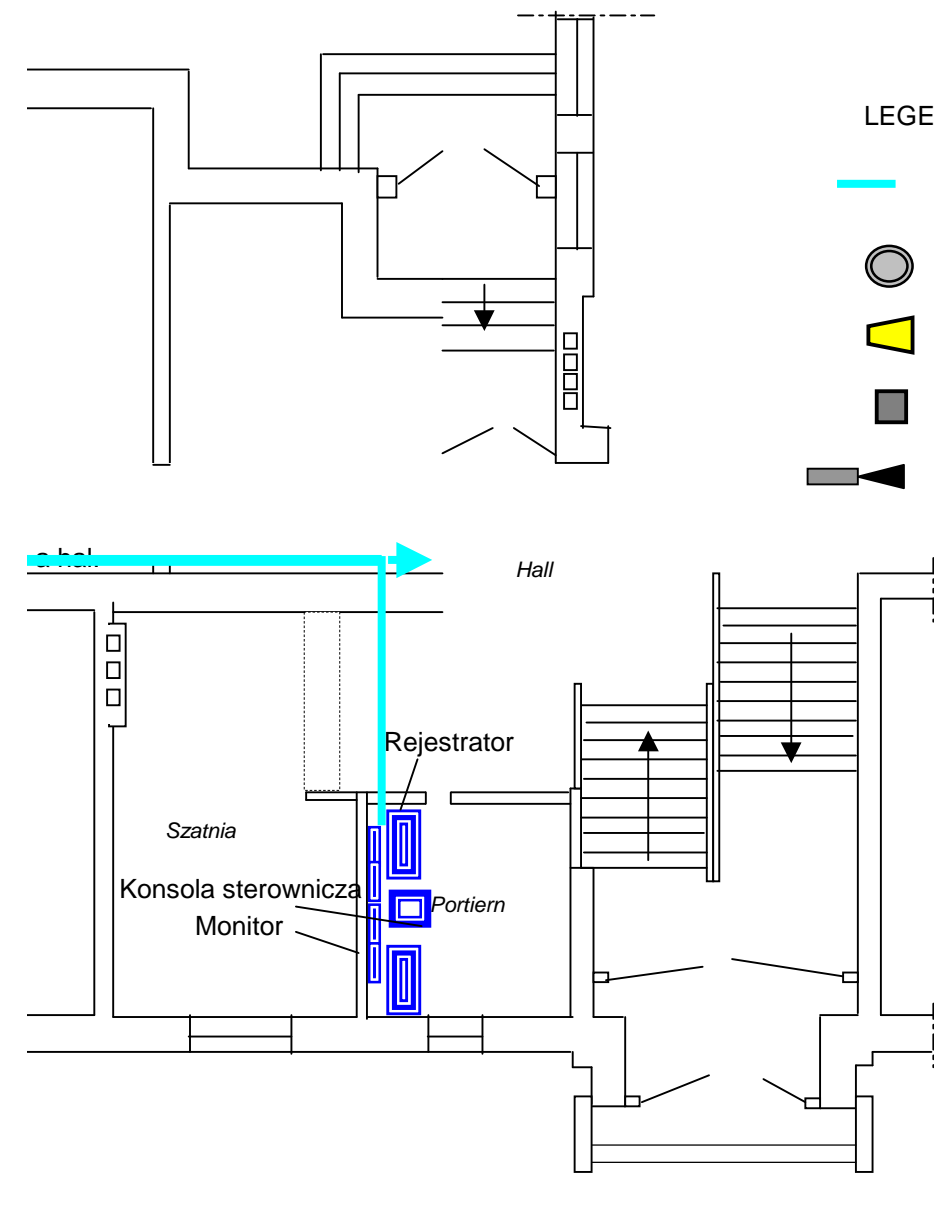 LEGE
Hall
Rejestrator
Szatnia
Konsola sterownicza
Portiern
Monitor